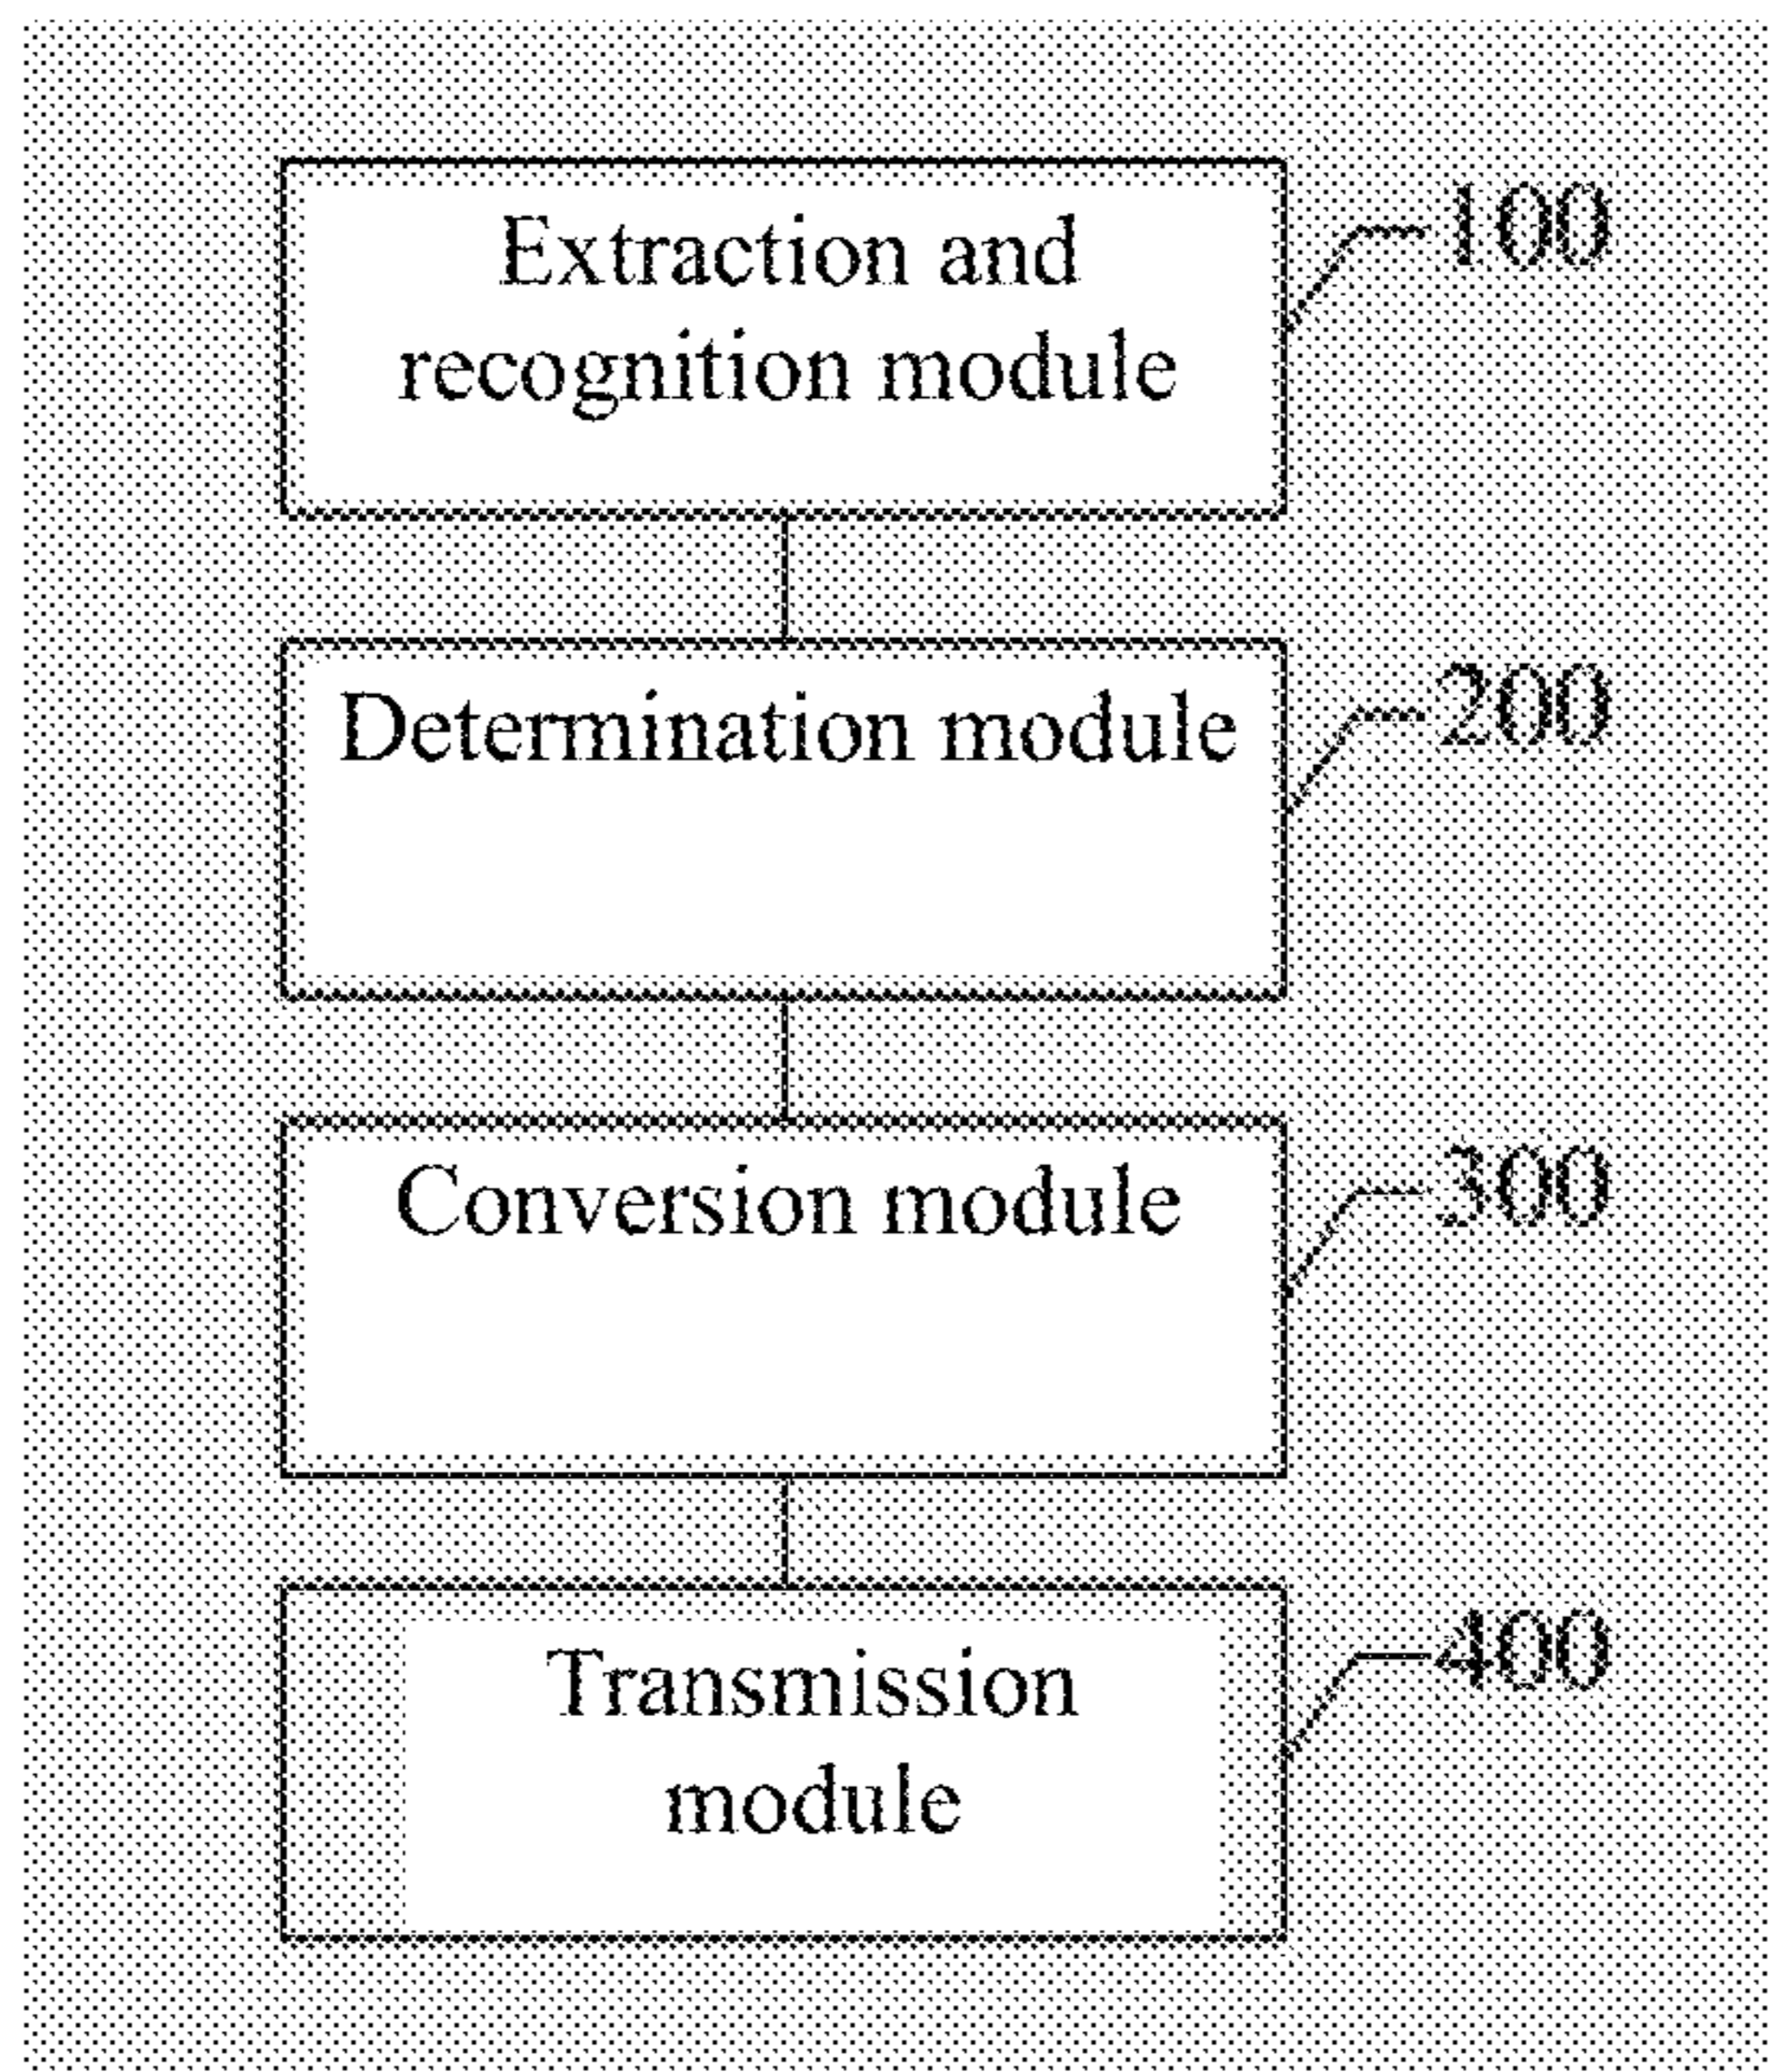 Extraction and
recognition module
100
Determination module
200
Conversion module
300
Transmission
module
400